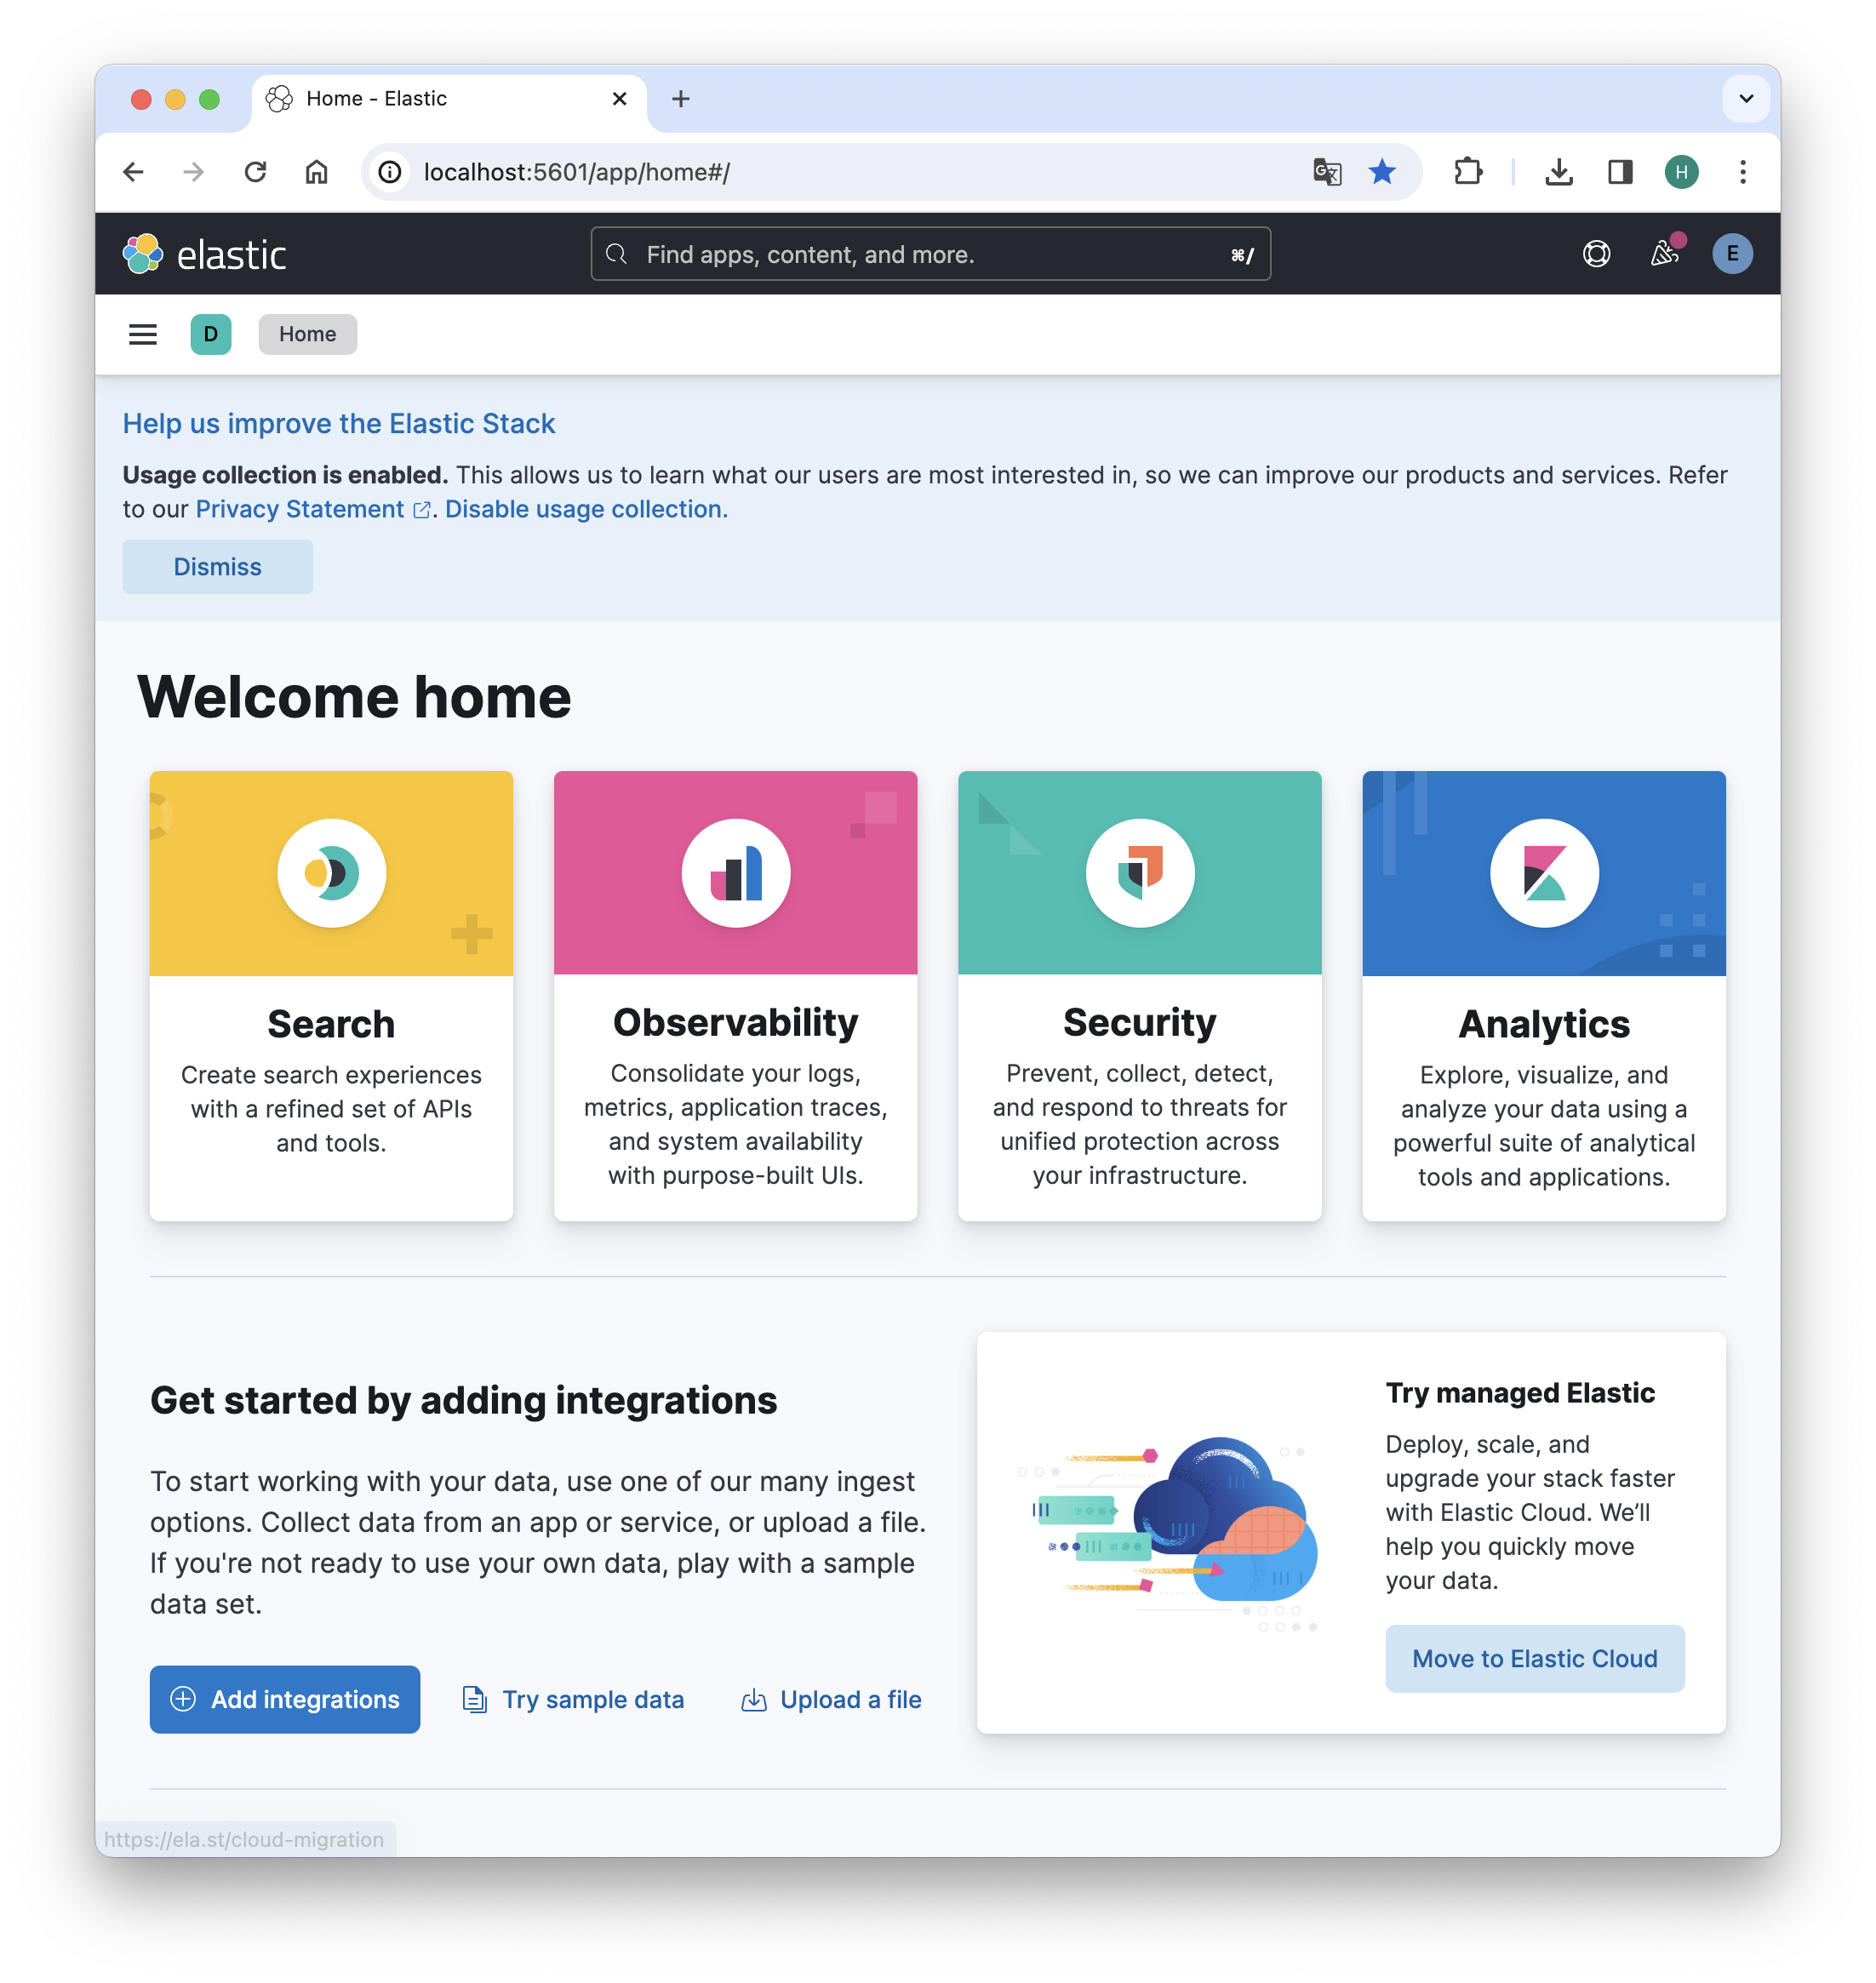 Home - Elastic
localhost:5601/app/home#/
H
elastic
Find apps, content, and more.
⌘/
E
D
Home
Help us improve the Elastic Stack
Usage collection is enabled. This allows us to learn what our users are most interested in, so we can improve our products and services. Refer
to our Privacy Statement . Disable usage collection.
Dismiss
Welcome home
Search
Create search experiences
with a refined set of APIs
and tools.
Observability
Consolidate your logs,
metrics, application traces,
and system availability
with purpose-built UIs.
Security
Prevent, collect, detect,
and respond to threats for
unified protection across
your infrastructure.
Analytics
Explore, visualize, and
analyze your data using a
powerful suite of analytical
tools and applications.
Get started by adding integrations
To start working with your data, use one of our many ingest
options. Collect data from an app or service, or upload a file.
If you're not ready to use your own data, play with a sample
data set.
Add integrations
Try sample data
Upload a file
Try managed Elastic
Deploy, scale, and
upgrade your stack faster
with Elastic Cloud. We’ll
help you quickly move
your data.
Move to Elastic Cloud
https://ela.st/cloud-migration